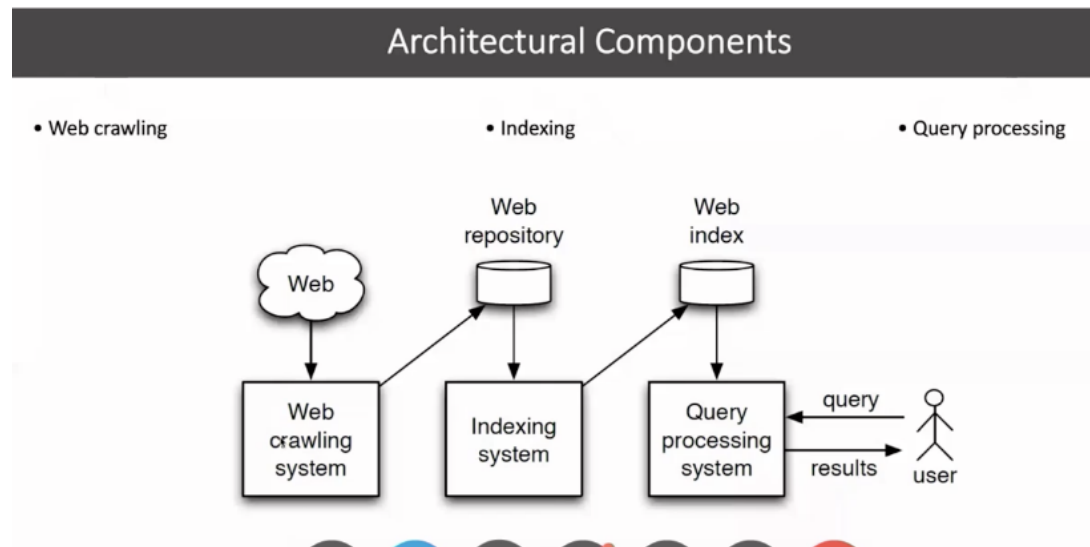 Architectural Components
• Web crawling
• Indexing
• Query processing
Web
repository
Web
index
Web
Web
crawling
system
Indexing
system
Query
processing
system
query
results
user